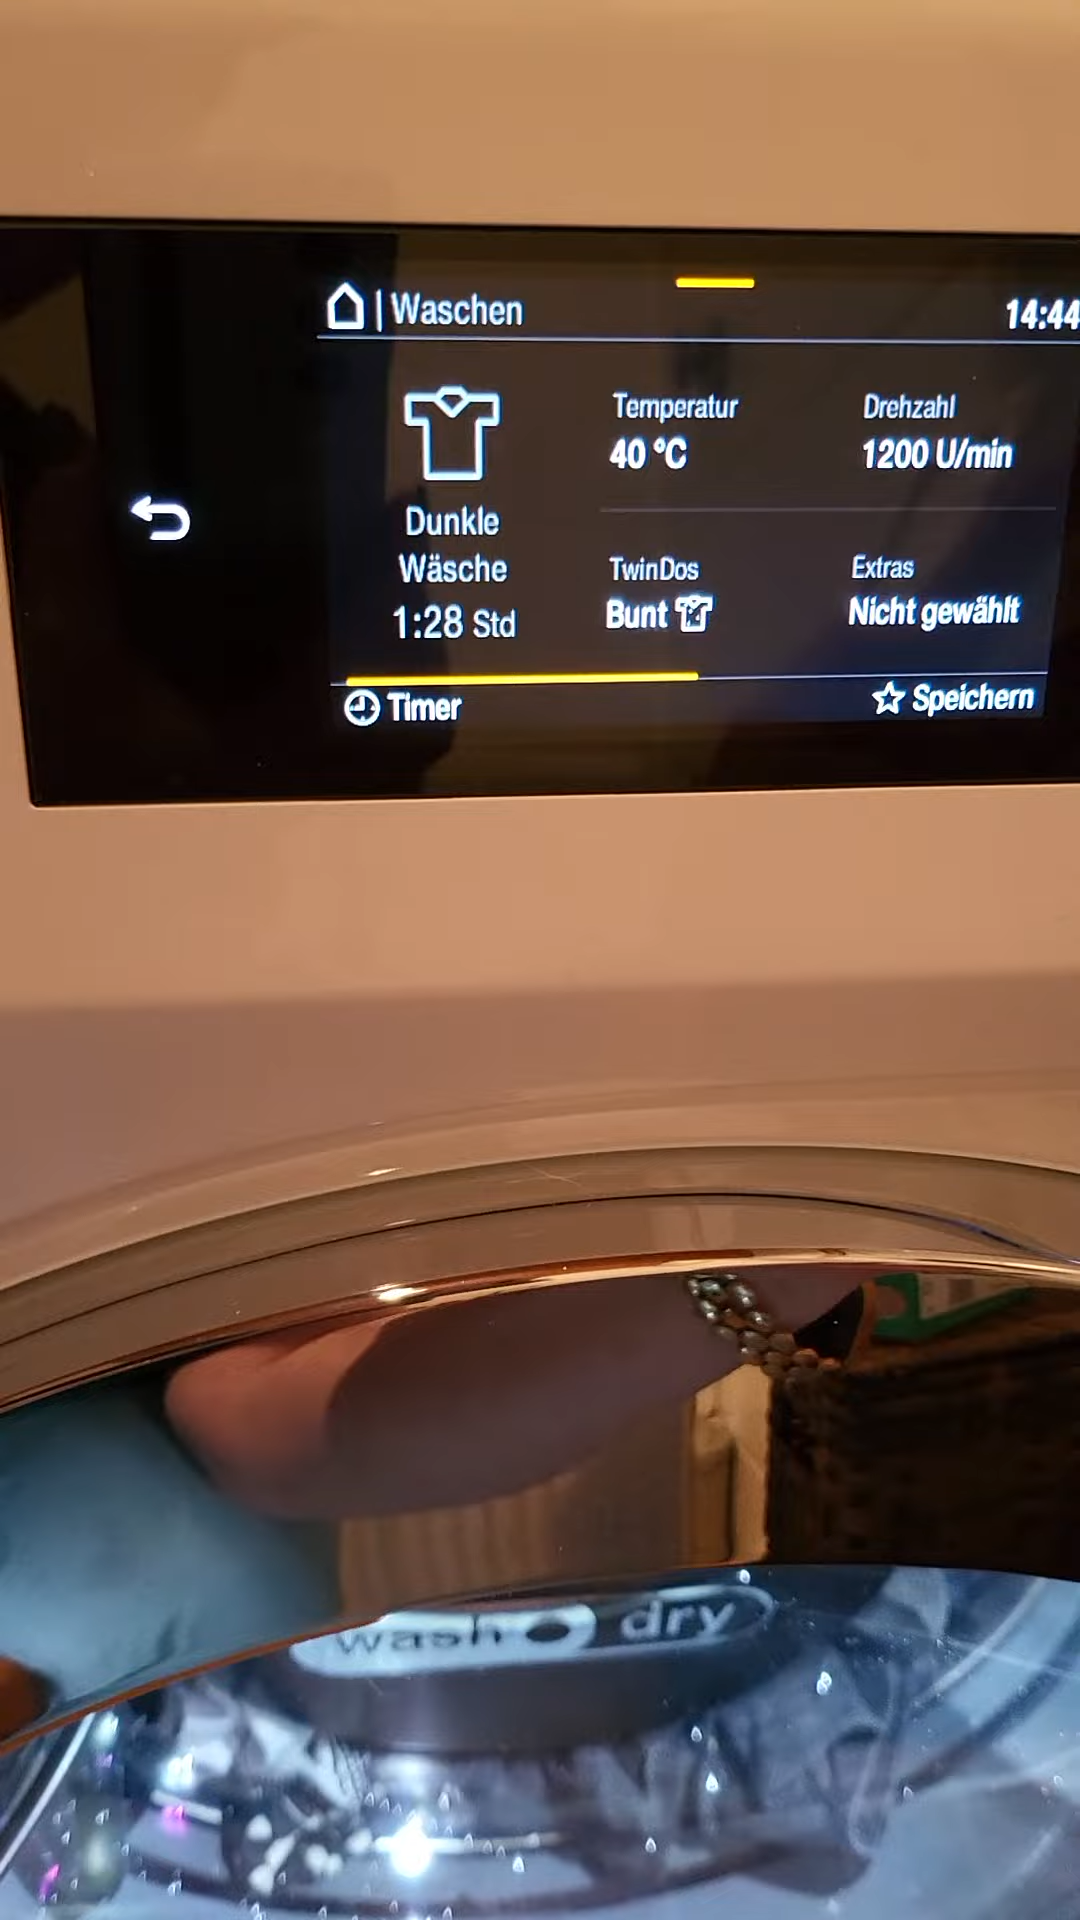 | Waschen
14:44
Temperatur
40 °C
Drehzahl
1200 U/min
Dunkle
Wäsche
1:28 Std
TwinDos
Bunt
Extras
Nicht gewählt
Timer
Speichern
wash
dry